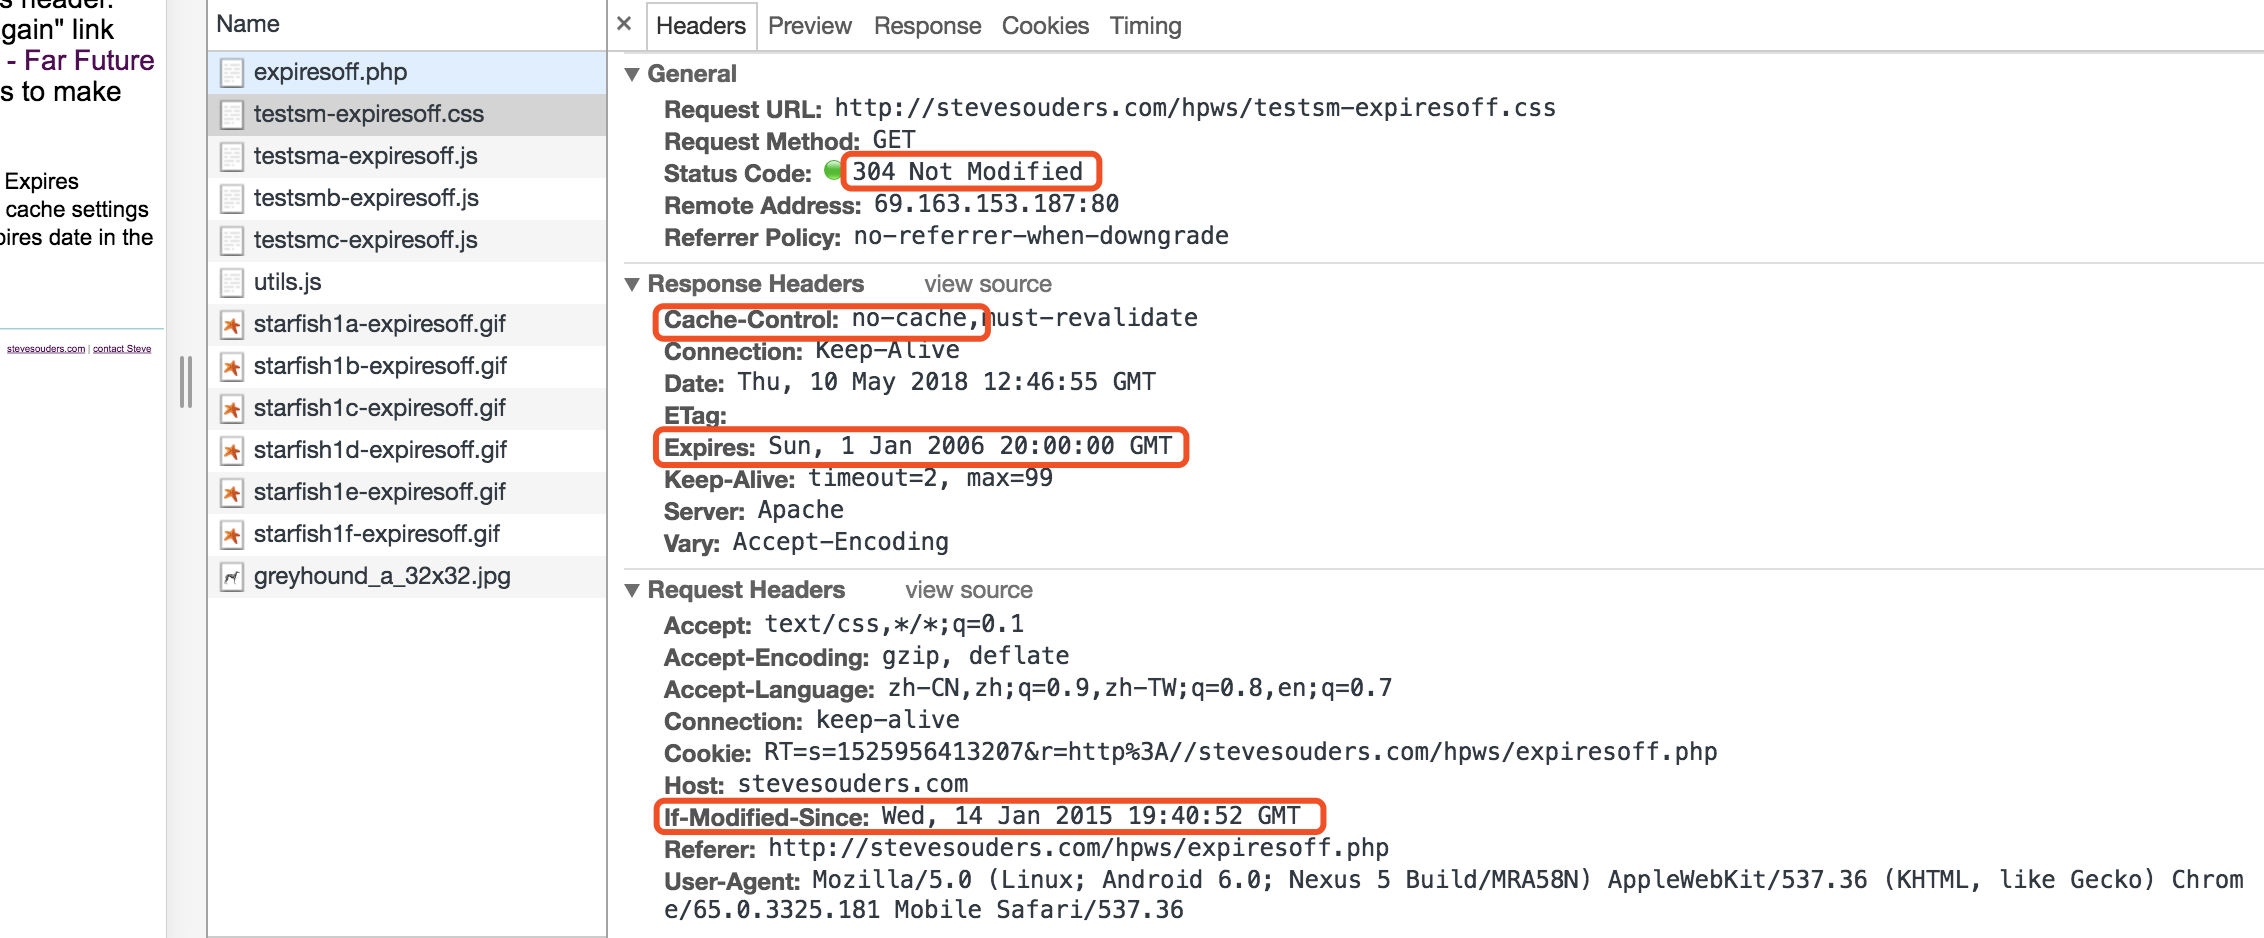 s header.
gain" link
- Far Future
s to make
Expires
cache settings
pires date in the
stevesouders.com | contact Steve
Name
expiresoff.php
testsm-expiresoff.css
testsma-expiresoff.js
testsmb-expiresoff.js
testsmc-expiresoff.js
utils.js
starfish1a-expiresoff.gif
starfish1b-expiresoff.gif
starfish1c-expiresoff.gif
starfish1d-expiresoff.gif
starfish1e-expiresoff.gif
starfish1f-expiresoff.gif
greyhound_a_32x32.jpg
× Headers Preview Response Cookies Timing
▼ General
Request URL: http://stevesouders.com/hpws/testsm-expiresoff.css
Request Method: GET
Status Code: 304 Not Modified
Remote Address: 69.163.153.187:80
Referrer Policy: no-referrer-when-downgrade
▼ Response Headers view source
Cache-Control: no-cache,must-revalidate
Connection: Keep-Alive
Date: Thu, 10 May 2018 12:46:55 GMT
ETag:
Expires: Sun, 1 Jan 2006 20:00:00 GMT
Keep-Alive: timeout=2, max=99
Server: Apache
Vary: Accept-Encoding
▼ Request Headers view source
Accept: text/css,*/*;q=0.1
Accept-Encoding: gzip, deflate
Accept-Language: zh-CN,zh;q=0.9,zh-TW;q=0.8,en;q=0.7
Connection: keep-alive
Cookie: RT=s=1525956413207&r=http%3A//stevesouders.com/hpws/expiresoff.php
Host: stevesouders.com
If-Modified-Since: Wed, 14 Jan 2015 19:40:52 GMT
Referer: http://stevesouders.com/hpws/expiresoff.php
User-Agent: Mozilla/5.0 (Linux; Android 6.0; Nexus 5 Build/MRA58N) AppleWebKit/537.36 (KHTML, like Gecko) Chrom
e/65.0.3325.181 Mobile Safari/537.36